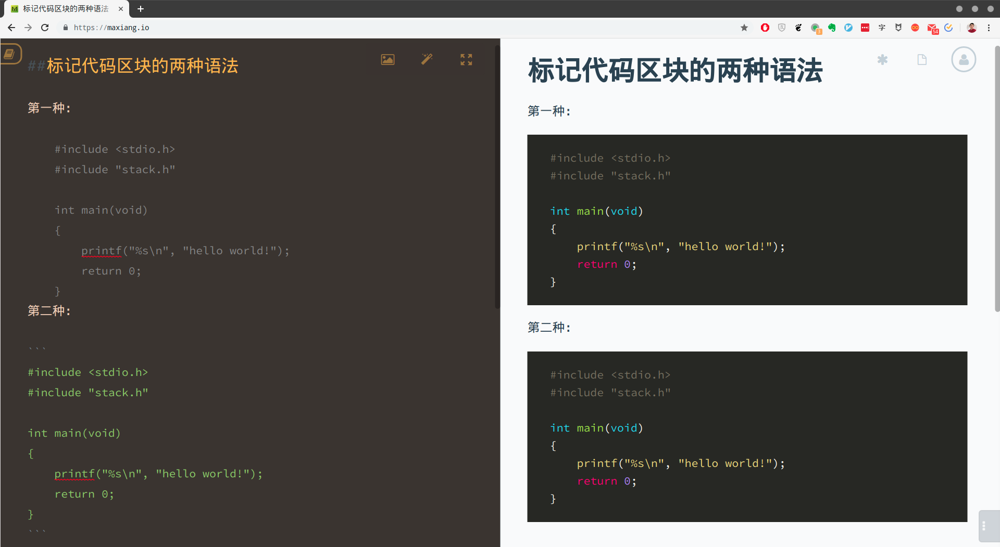 标记代码区块的两种语法
https://maxiang.io
3
字
54
##标记代码区块的两种语法
第一种:
#include <stdio.h>
#include "stack.h"
int main(void)
{
printf("%s\n", "hello world!");
return 0;
}
第二种:
```
#include <stdio.h>
#include "stack.h"
int main(void)
{
printf("%s\n", "hello world!");
return 0;
}
```
标记代码区块的两种语法
第一种:
#include <stdio.h>
#include "stack.h"
int main(void)
{
printf("%s\n", "hello world!");
return 0;
}
第二种:
#include <stdio.h>
#include "stack.h"
int main(void)
{
printf("%s\n", "hello world!");
return 0;
}